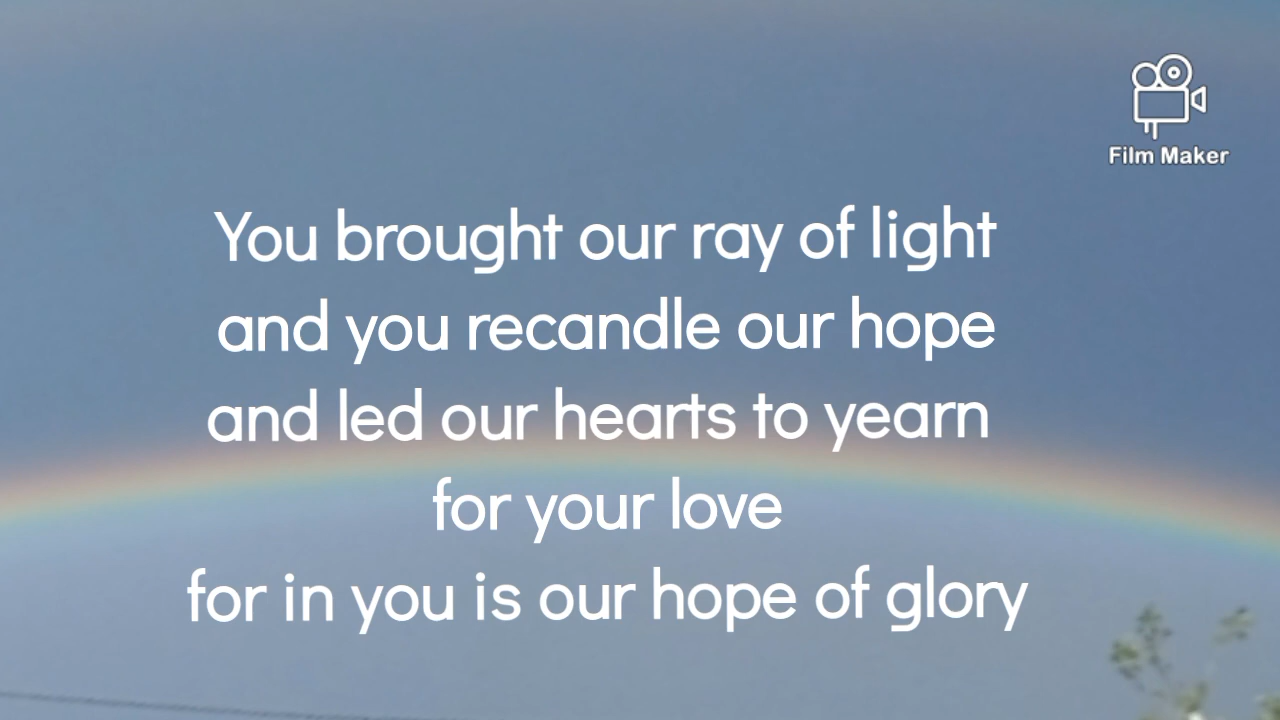 Film Maker
You brought our ray of light
and you recandle our hope
and led our hearts to yearn
for your love
for in you is our hope of glory